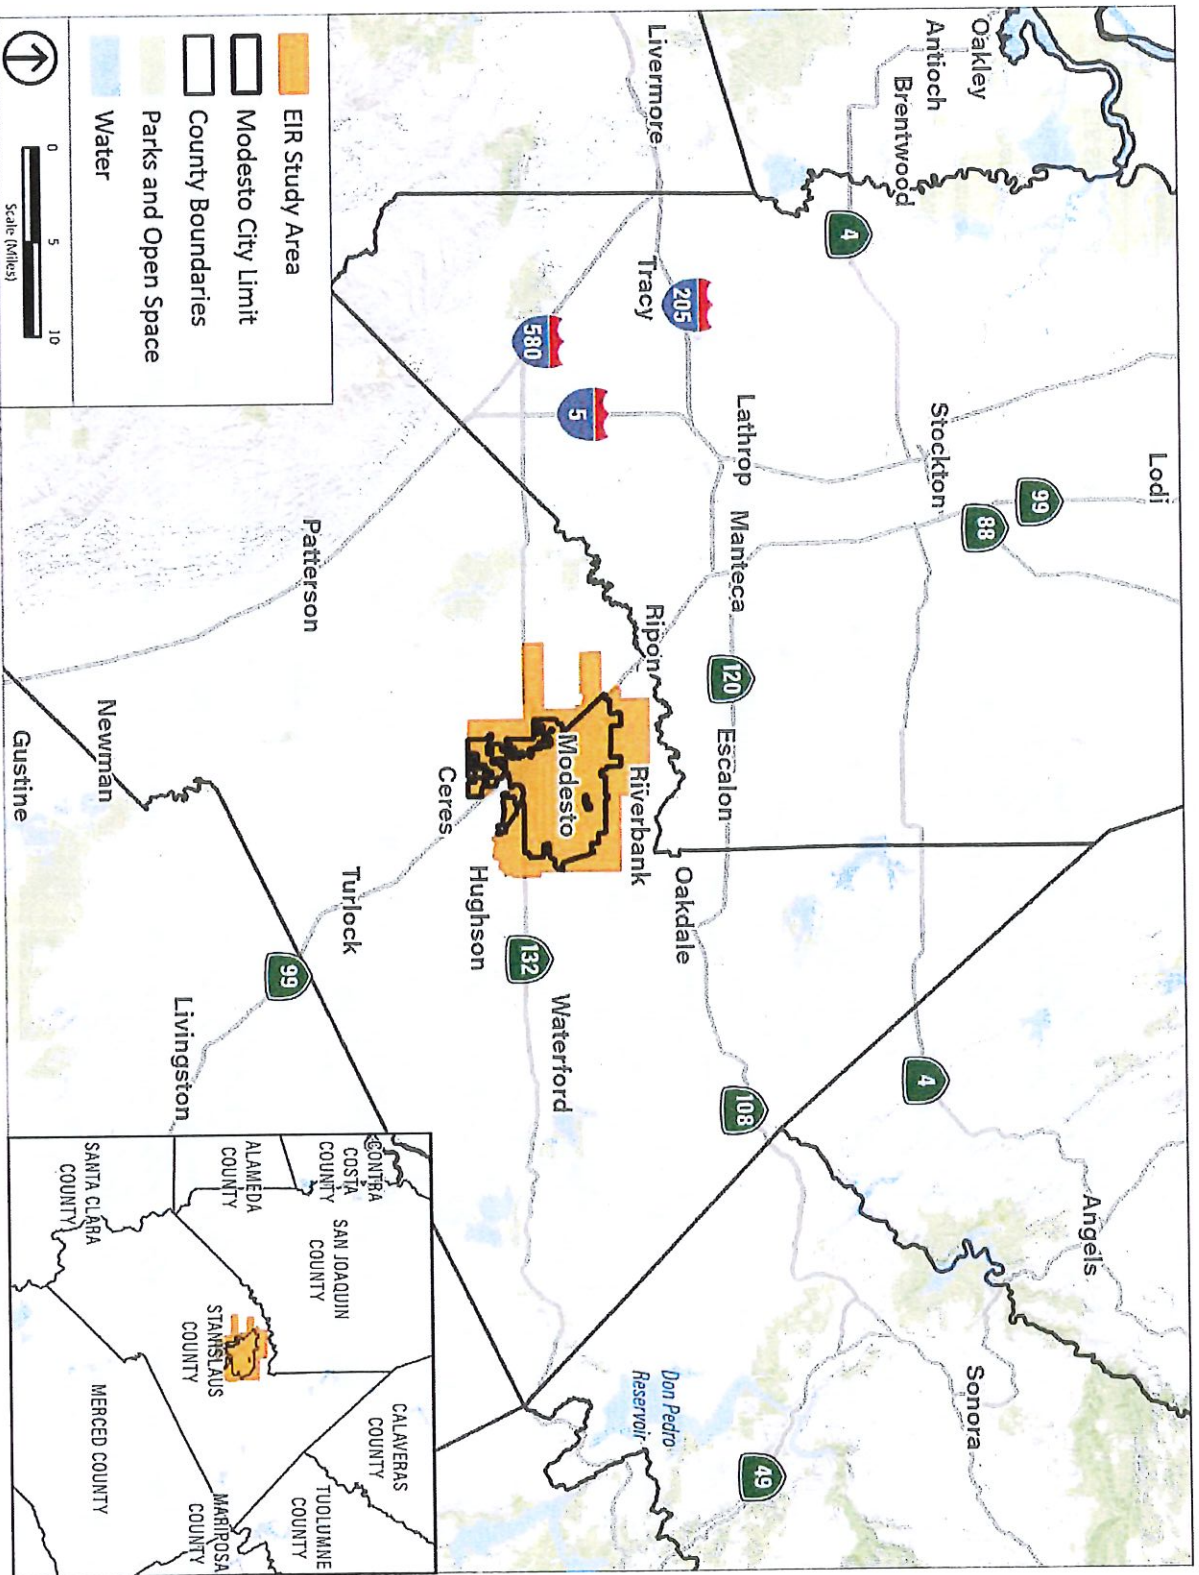 Lodi
Oakley
Antioch
Brentwood
4
Stockton
99
88
Angels
4
Livermore
Tracy
205
Lathrop
Manteca
120
Escalon
108
Sonora
49
580
5
Ripon
Riverbank
Oakdale
Don Pedro
Reservoir
Modesto
Waterford
132
Ceres
Hughson
Patterson
Turlock
99
Newman
Livingston
Gustine
EIR Study Area
Modesto City Limit
County Boundaries
Parks and Open Space
Water
0
5
10
Scale (Miles)
CONTRA
COSTA
COUNTY
SAN JOAQUIN
COUNTY
CALAVERAS
COUNTY
TUOLUMNE
COUNTY
ALAMEDA
COUNTY
STANISLAUS
COUNTY
MARIPOSA
COUNTY
SANTA CLARA
COUNTY
MERCED COUNTY